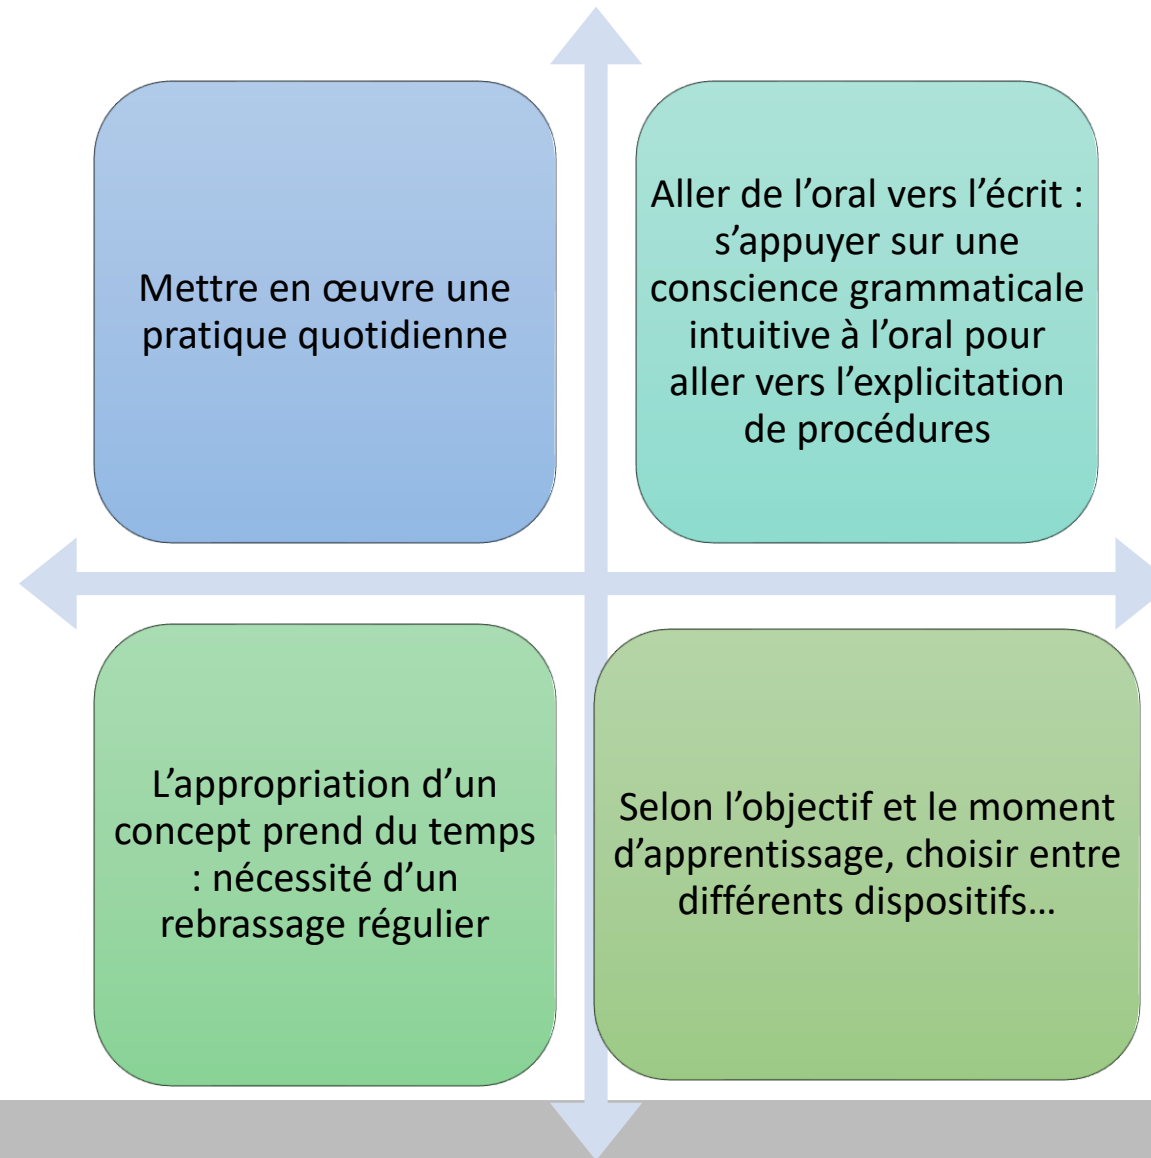 Mettre en œuvre une
pratique quotidienne
Aller de l’oral vers l’écrit :
s’appuyer sur une
conscience grammaticale
intuitive à l’oral pour
aller vers l’explicitation
de procédures
L’appropriation d’un
concept prend du temps
: nécessité d’un
rebrassage régulier
Selon l’objectif et le moment
d’apprentissage, choisir entre
différents dispositifs…